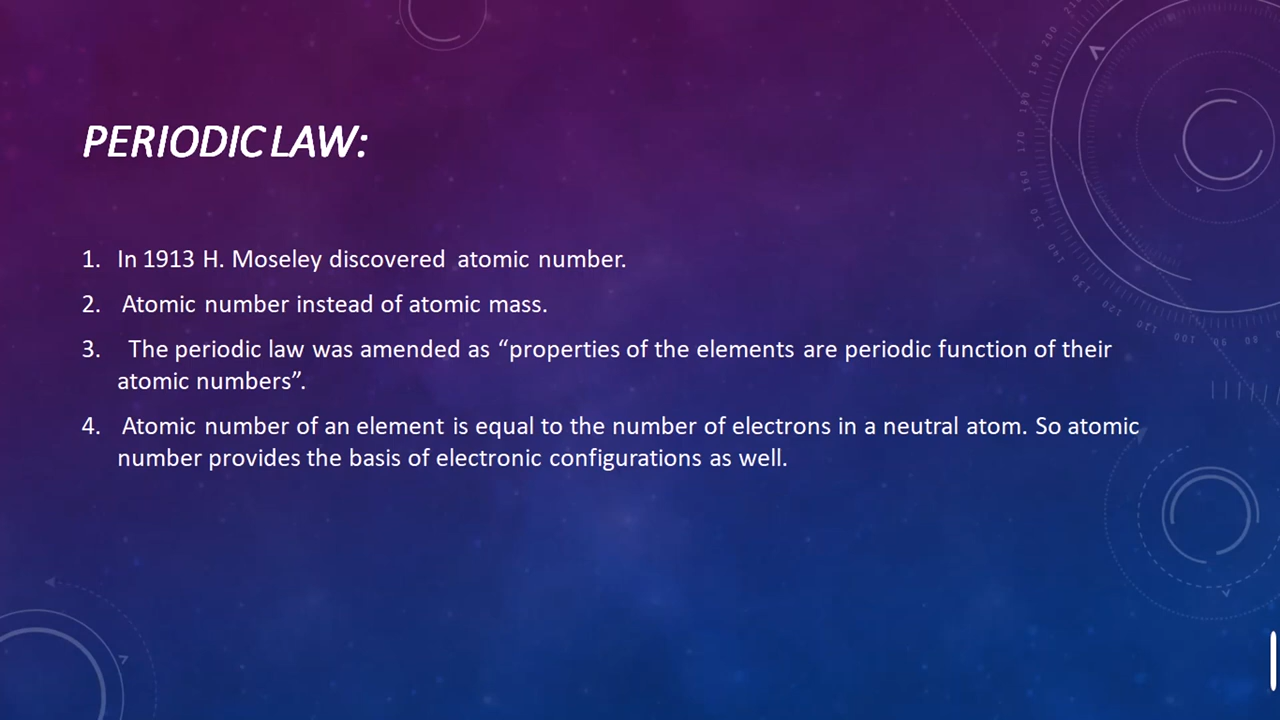 PERIODIC LAW:
1. In 1913 H. Moseley discovered atomic number.
2. Atomic number instead of atomic mass.
3. The periodic law was amended as “properties of the elements are periodic function of their
atomic numbers”.
4. Atomic number of an element is equal to the number of electrons in a neutral atom. So atomic
number provides the basis of electronic configurations as well.